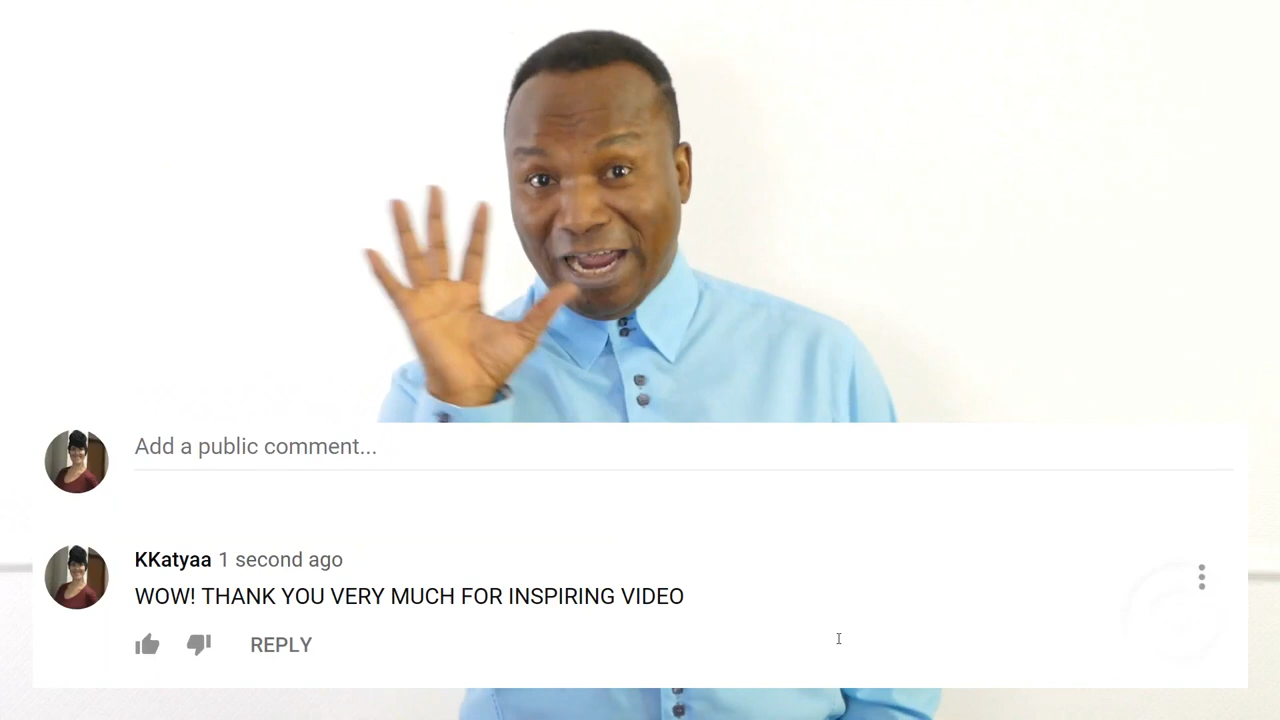 Add a public comment...
KKatyaa 1 second ago
WOW! THANK YOU VERY MUCH FOR INSPIRING VIDEO
REPLY